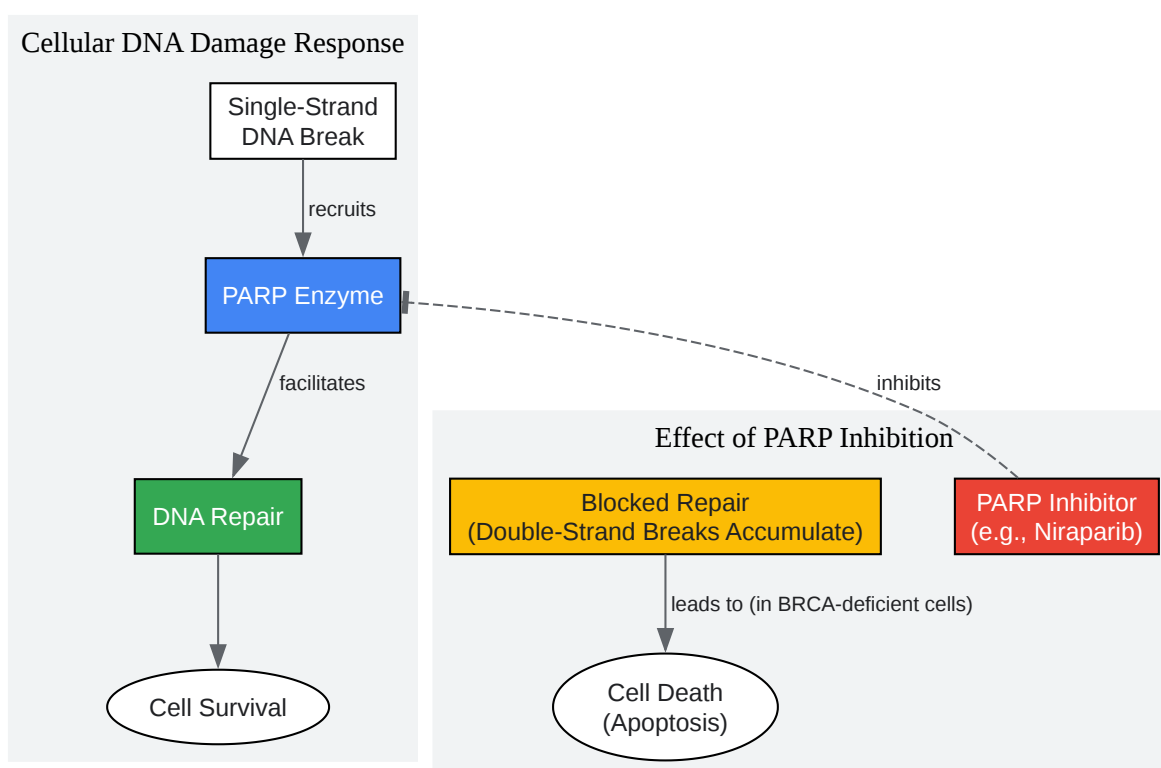 Cellular DNA Damage Response
Single-Strand
DNA Break
recruits
PARP Enzyme
facilitates
DNA Repair
Cell Survival
inhibits
Effect of PARP Inhibition
Blocked Repair
(Double-Strand Breaks Accumulate)
PARP Inhibitor
(e.g., Niraparib)
leads to (in BRCA-deficient cells)
Cell Death
(Apoptosis)